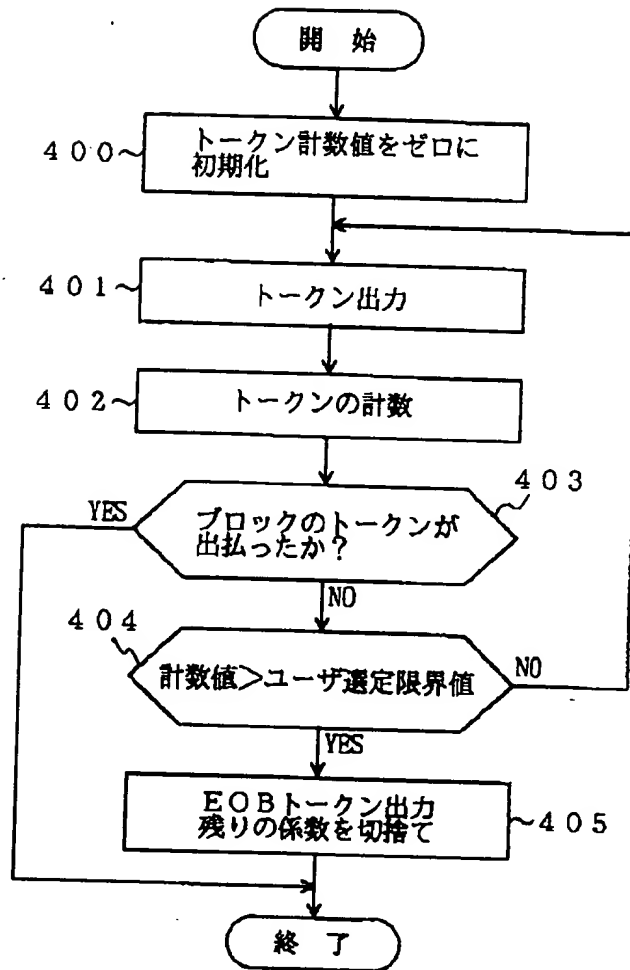 開 始
400
トークン計数値をゼロに
初期化
401
トークン出力
402
トークンの計数
403
YES
ブロックのトークンが
出払ったか?
NO
404
計数値>ユーザ選定限界値
NO
YES
EOBトークン出力
残りの係数を切捨て
405
終 了